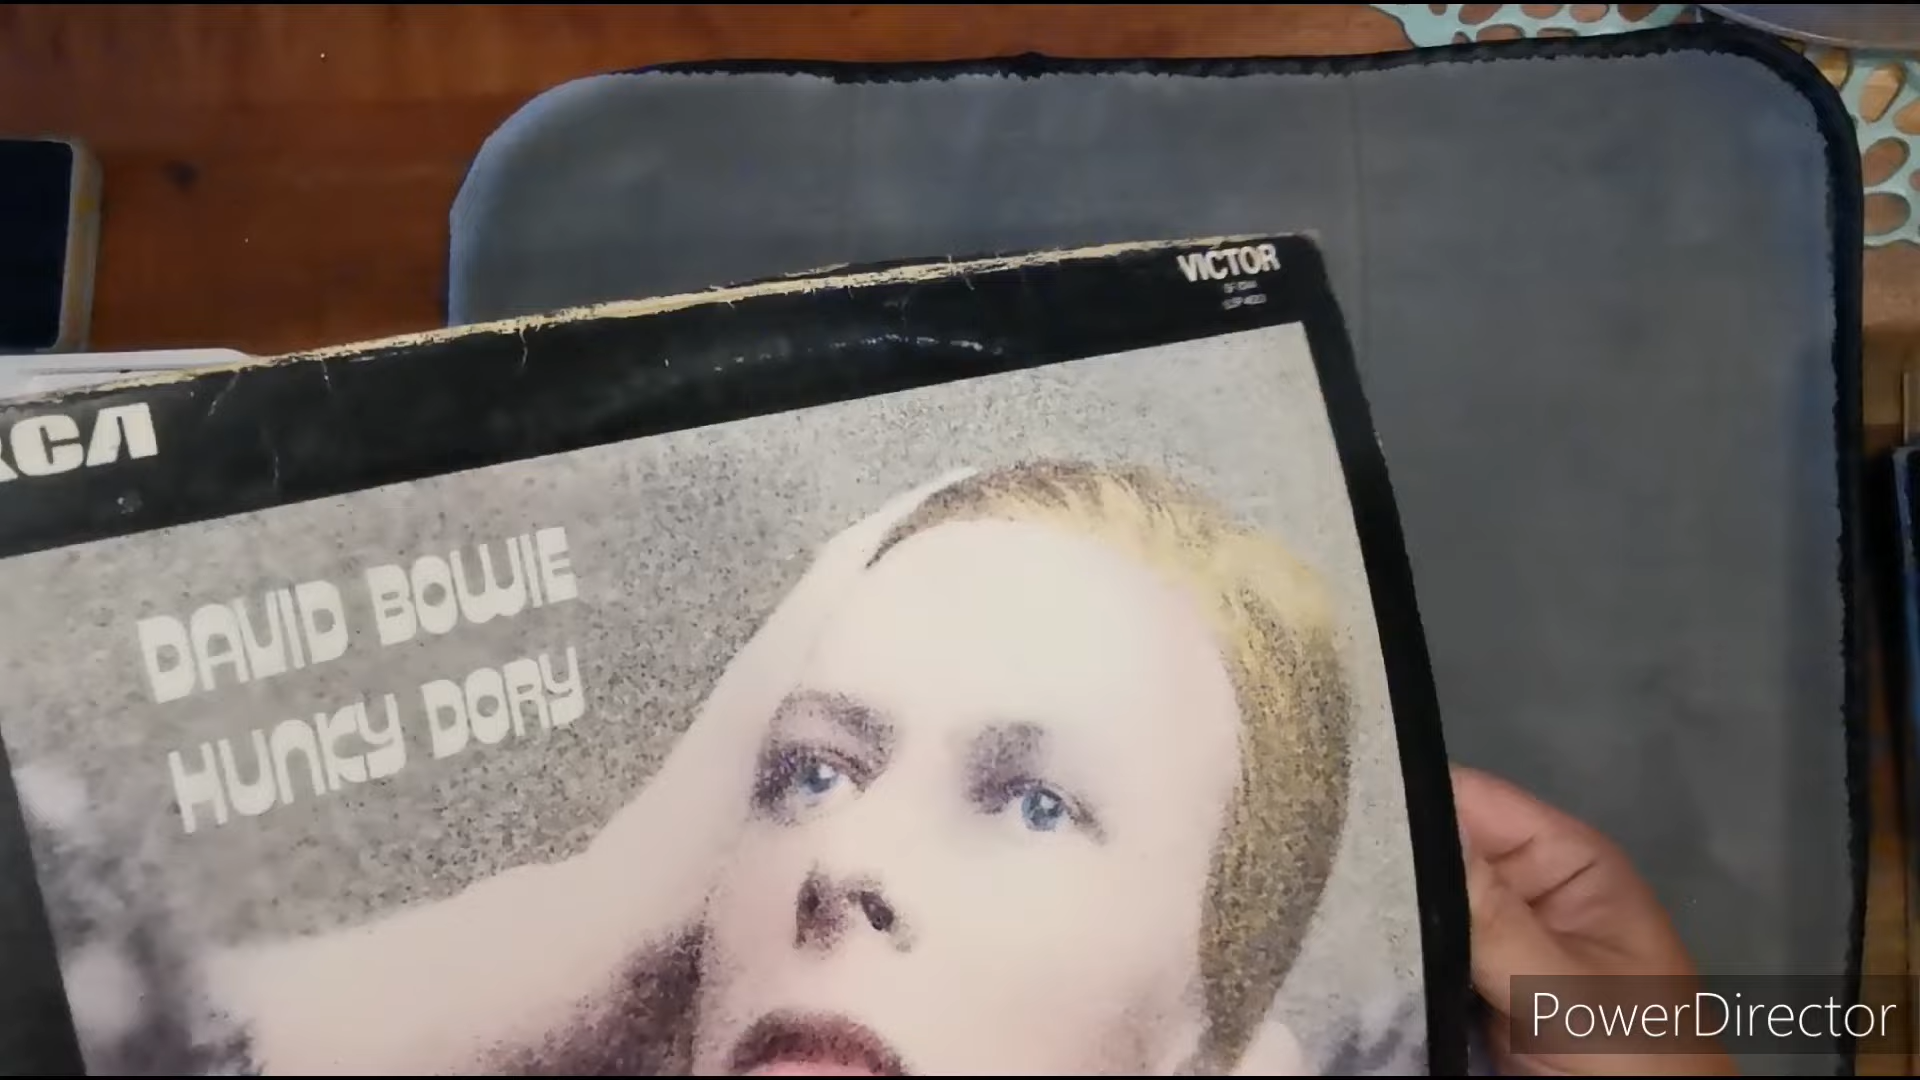 RCA
VICTOR
DAVID BOWIE
HUNKY DORY
PowerDirector